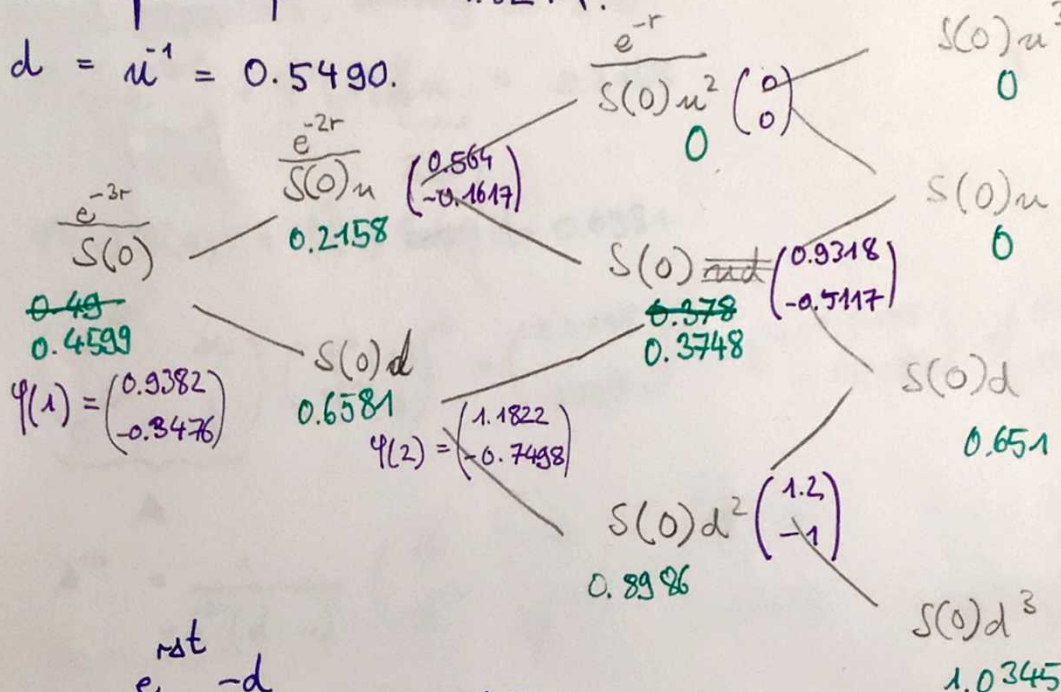 d = u⁻¹ = 0.5490.
e⁻ʳ
S(0)u² (0
0)
0
S(0)u³
0
e⁻²ʳ
S(0)u (0.564
-0.1617)
0.2158
S(0)u
0
e⁻³ʳ
S(0)
0.49
0.4599
φ(1) = (0.9382
-0.3476)
S(0) ud (0.9318
-0.5117)
0.378
0.3748
S(0)d
0.6581
φ(2) = (1.1822
-0.7498)
S(0)d
0.651
S(0)d² (1.2
-1)
0.8986
S(0)d³
1.0345
e^rΔt - d